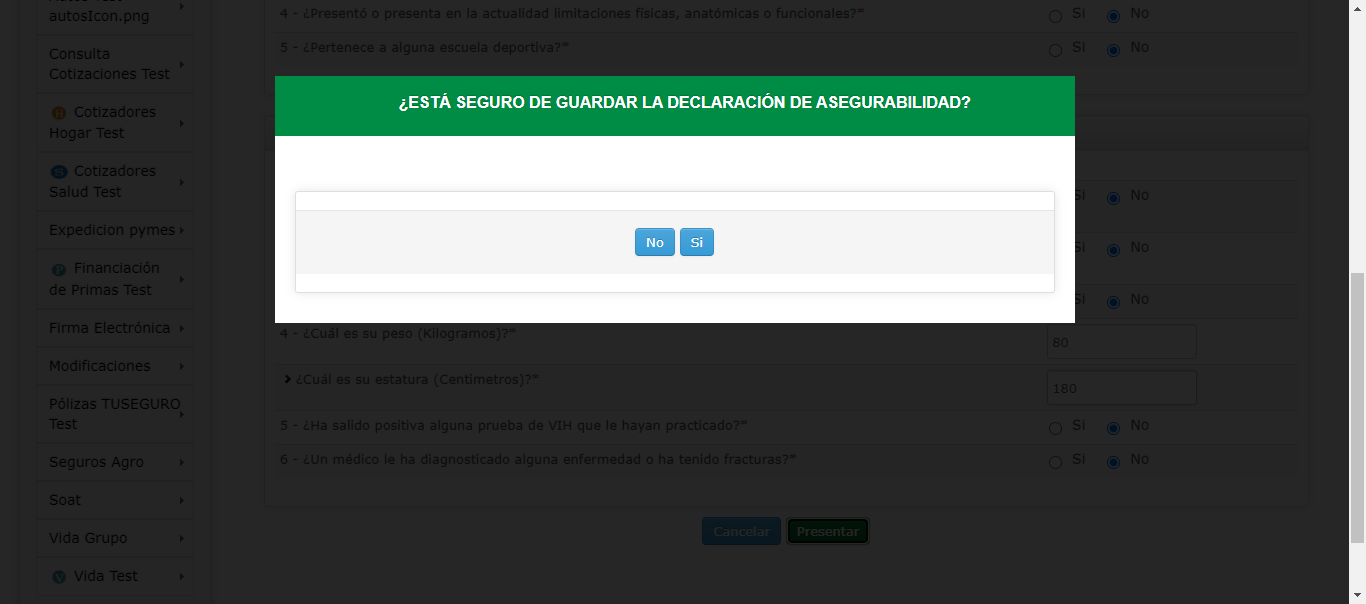 Autos Test
autosIcon.png
Consulta
Cotizaciones Test
H Cotizadores
Hogar Test
S Cotizadores
Salud Test
Expedicion pymes
P Financiación
de Primas Test
Firma Electrónica
Modificaciones
Pólizas TUSEGURO
Test
Seguros Agro
Soat
Vida Grupo
V Vida Test
4 - ¿Presentó o presenta en la actualidad limitaciones físicas, anatómicas o funcionales?* Si No
5 - ¿Pertenece a alguna escuela deportiva?* Si No
¿ESTÁ SEGURO DE GUARDAR LA DECLARACIÓN DE ASEGURABILIDAD?
No Si
Si No
Si No
Si No
4 - ¿Cuál es su peso (Kilogramos)?* 80
¿Cuál es su estatura (Centimetros)?* 180
5 - ¿Ha salido positiva alguna prueba de VIH que le hayan practicado?* Si No
6 - ¿Un médico le ha diagnosticado alguna enfermedad o ha tenido fracturas?* Si No
Cancelar Presentar